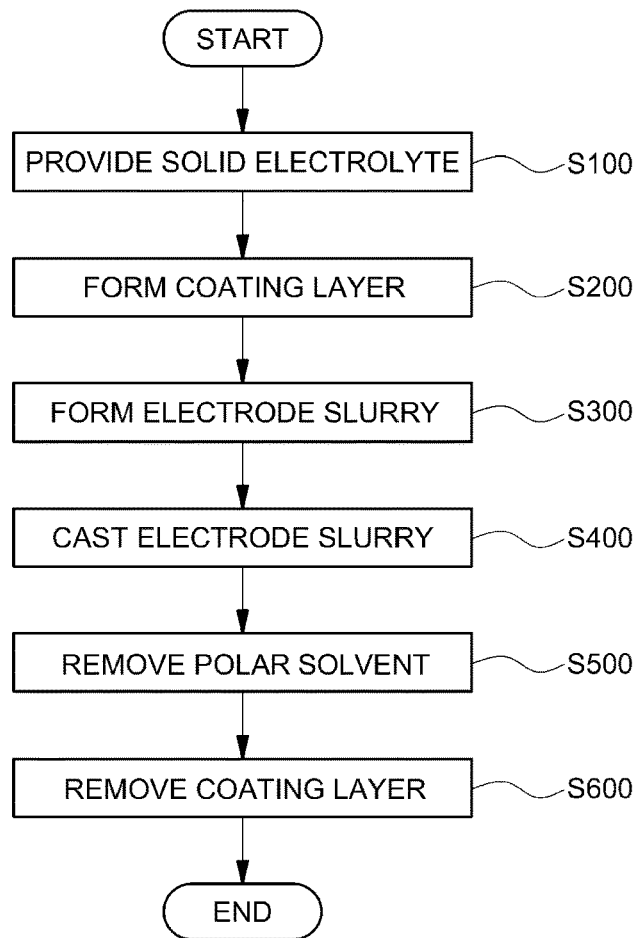 START
PROVIDE SOLID ELECTROLYTE S100
FORM COATING LAYER S200
FORM ELECTRODE SLURRY S300
CAST ELECTRODE SLURRY S400
REMOVE POLAR SOLVENT S500
REMOVE COATING LAYER S600
END